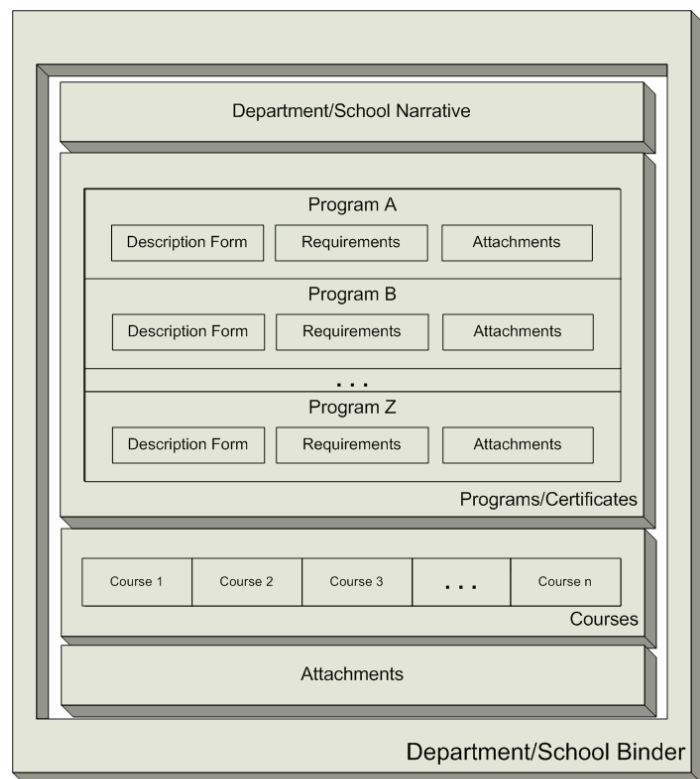 Department/School Narrative
Program A
Description Form Requirements Attachments
Program B
Description Form Requirements Attachments
. . .
Program Z
Description Form Requirements Attachments
Programs/Certificates
Course 1 Course 2 Course 3 . . . Course n
Courses
Attachments
Department/School Binder